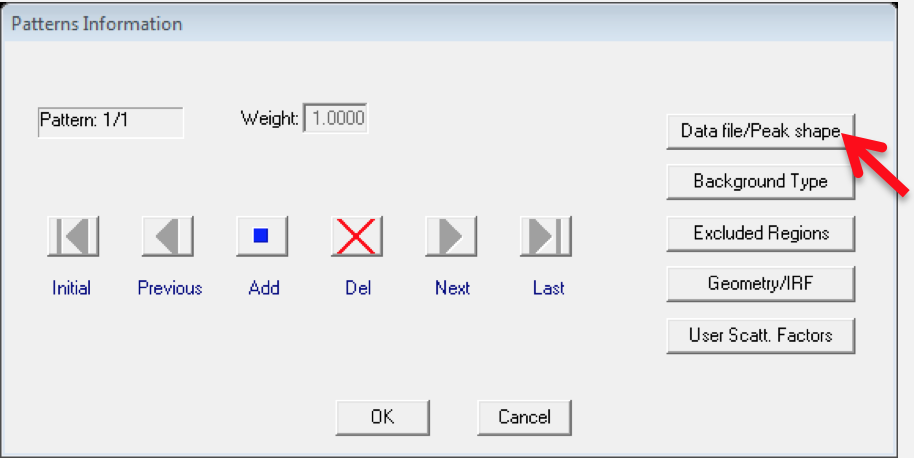 Patterns Information
Pattern: 1/1
Weight: 1.0000
Data file/Peak shape
Background Type
Excluded Regions
Geometry/IRF
User Scatt. Factors
Initial Previous Add Del Next Last
OK Cancel